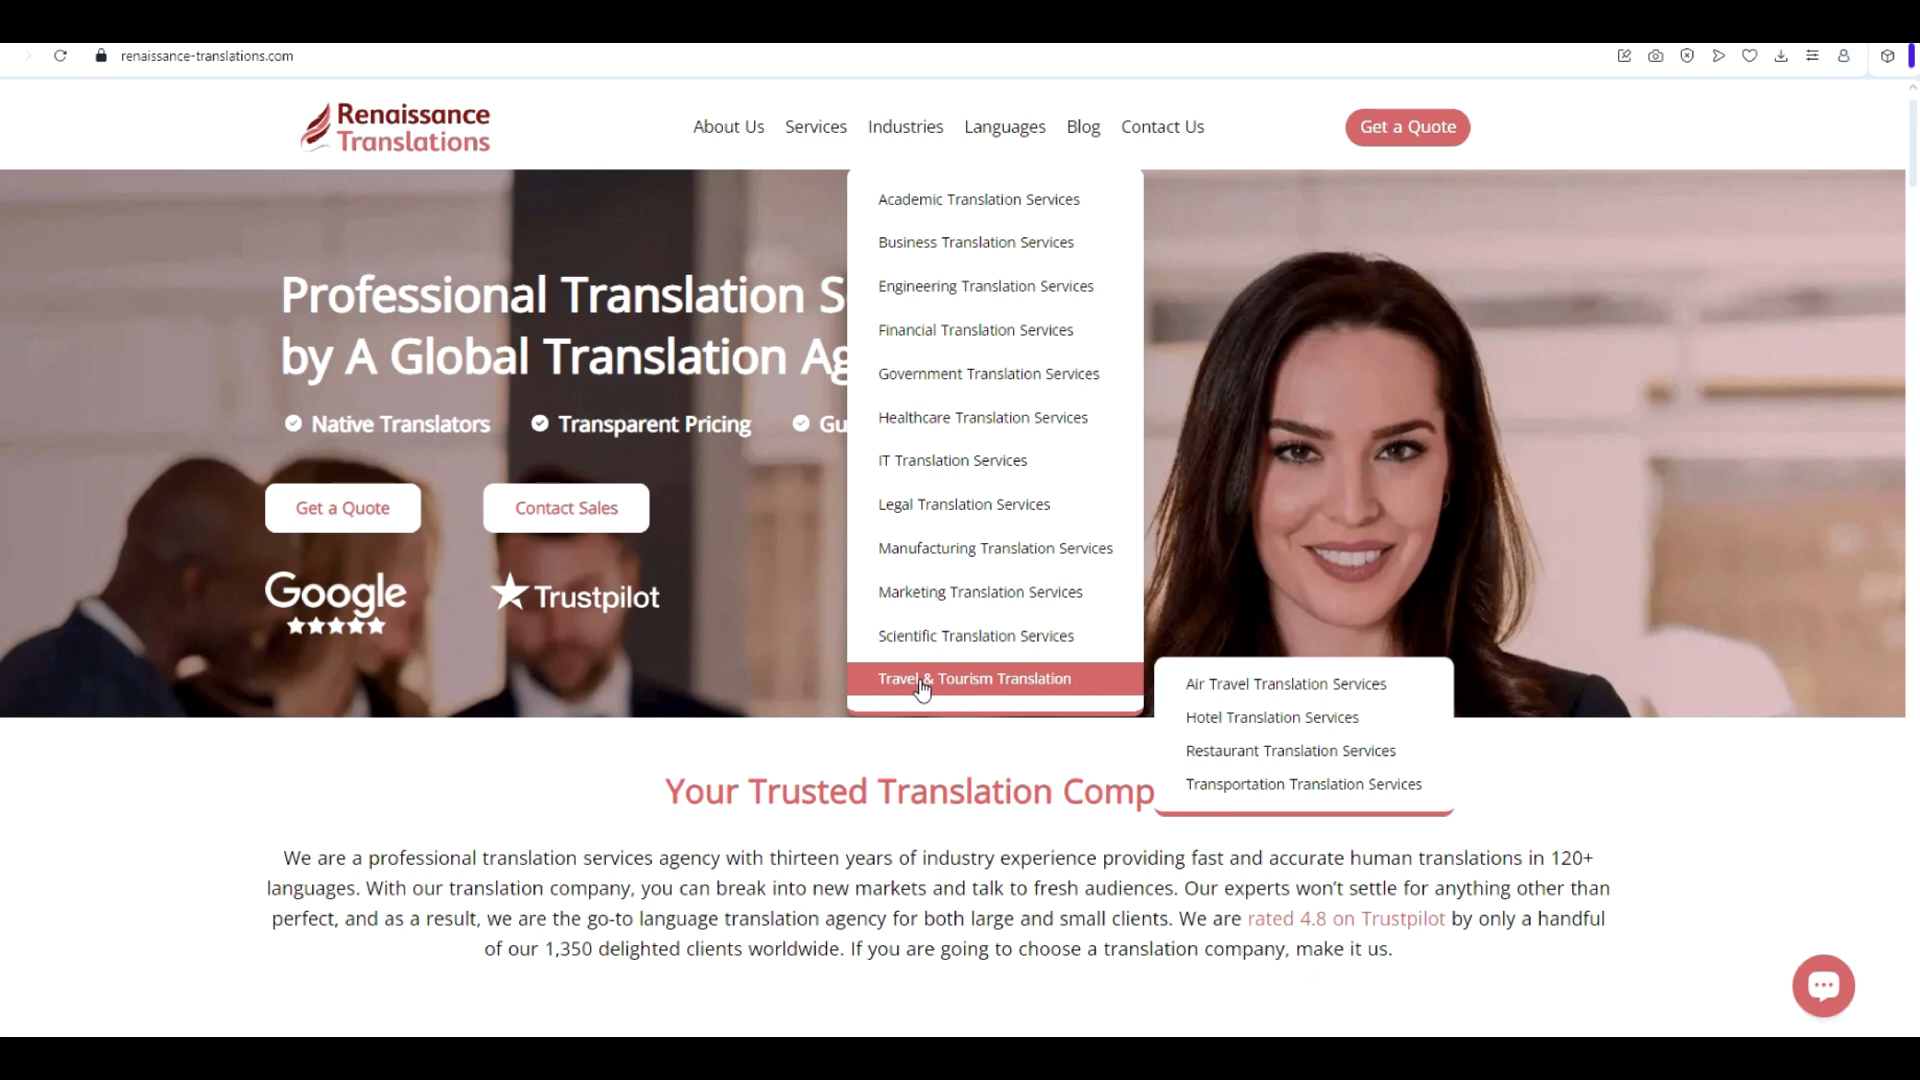 renaissance-translations.com
Renaissance
Translations
About Us
Services
Industries
Languages
Blog
Contact Us
Get a Quote
Academic Translation Services
Business Translation Services
Engineering Translation Services
Financial Translation Services
Government Translation Services
Healthcare Translation Services
IT Translation Services
Legal Translation Services
Manufacturing Translation Services
Marketing Translation Services
Scientific Translation Services
Travel & Tourism Translation
Air Travel Translation Services
Hotel Translation Services
Restaurant Translation Services
Transportation Translation Services
Professional Translation S
by A Global Translation Ag
Native Translators
Transparent Pricing
Gu
Get a Quote
Contact Sales
Google
Trustpilot
Your Trusted Translation Comp
We are a professional translation services agency with thirteen years of industry experience providing fast and accurate human translations in 120+
languages. With our translation company, you can break into new markets and talk to fresh audiences. Our experts won't settle for anything other than
perfect, and as a result, we are the go-to language translation agency for both large and small clients. We are rated 4.8 on Trustpilot by only a handful
of our 1,350 delighted clients worldwide. If you are going to choose a translation company, make it us.